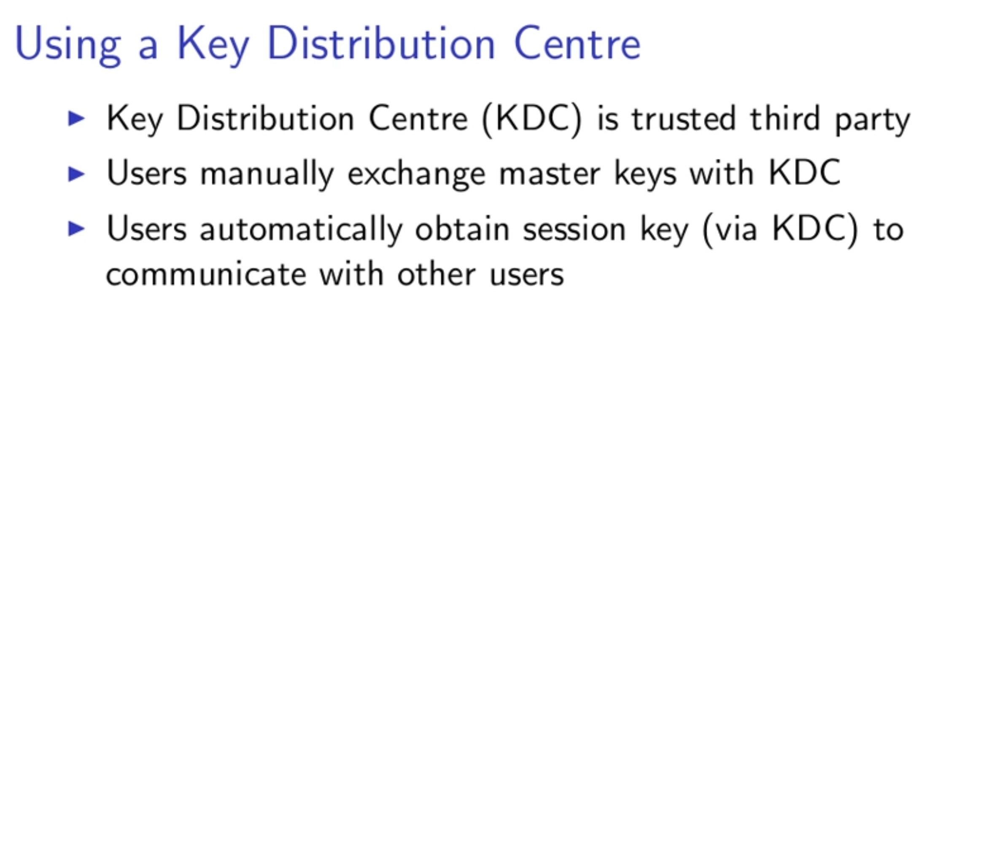 Using a Key Distribution Centre
Key Distribution Centre (KDC) is trusted third party
Users manually exchange master keys with KDC
Users automatically obtain session key (via KDC) to
communicate with other users